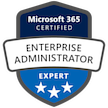 Microsoft 365
CERTIFIED
ENTERPRISE
ADMINISTRATOR
EXPERT